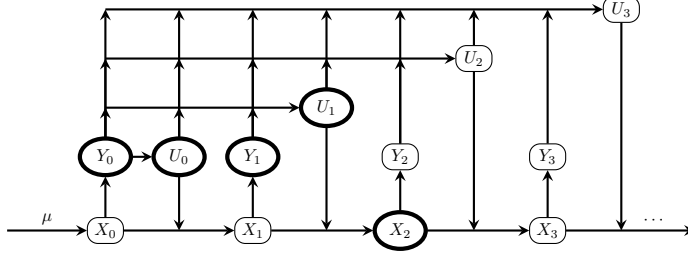 U₃
U₂
U₁
Y₀ U₀ Y₁ Y₂ Y₃
μ X₀ X₁ X₂ X₃ ...